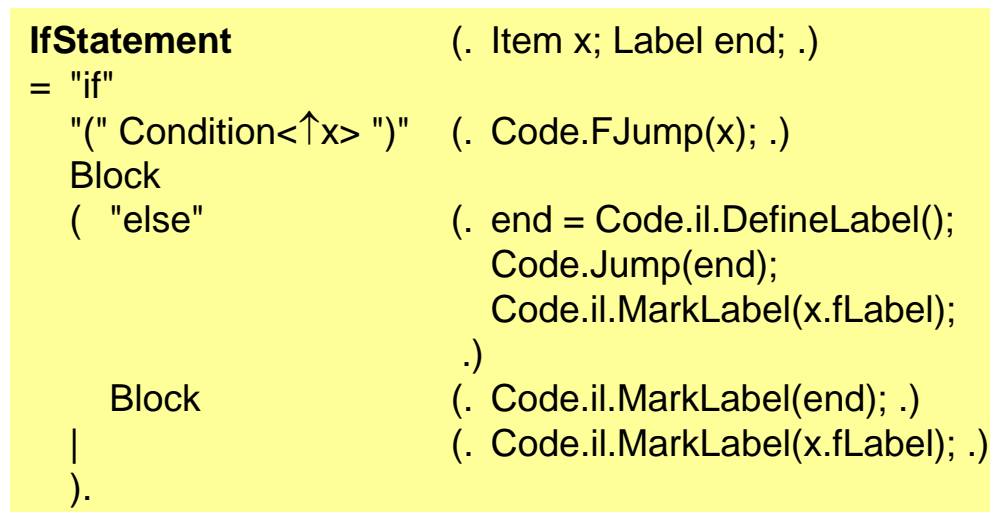 IfStatement (. Item x; Label end; .)
= "if"
"(" Condition<↑x> ")" (. Code.FJump(x); .)
Block
( "else" (. end = Code.il.DefineLabel();
Code.Jump(end);
Code.il.MarkLabel(x.fLabel);
.)
Block (. Code.il.MarkLabel(end); .)
| (. Code.il.MarkLabel(x.fLabel); .)
).